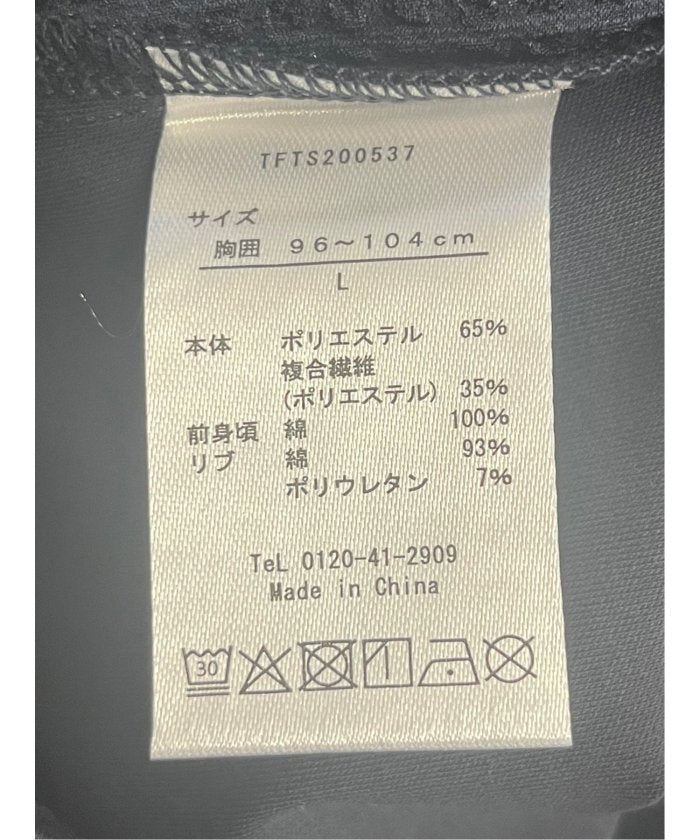 TFTS200537
サイズ
胸囲 96～104cm
L
本体 ポリエステル 65%
複合繊維
(ポリエステル) 35%
前身頃 綿 100%
リブ 綿 93%
ポリウレタン 7%
TeL 0120-41-2909
Made in China
30